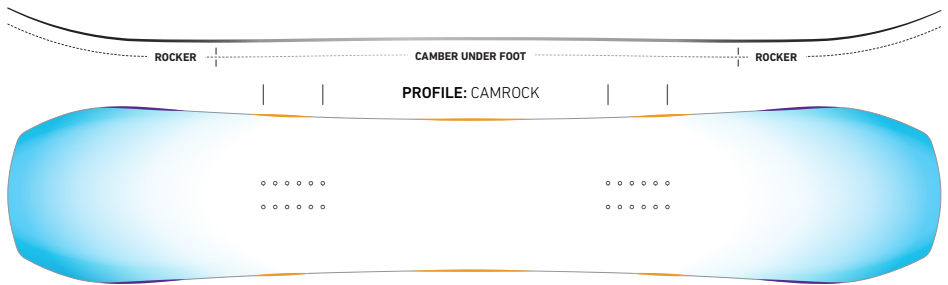 ROCKER
CAMBER UNDER FOOT
ROCKER
PROFILE: CAMROCK